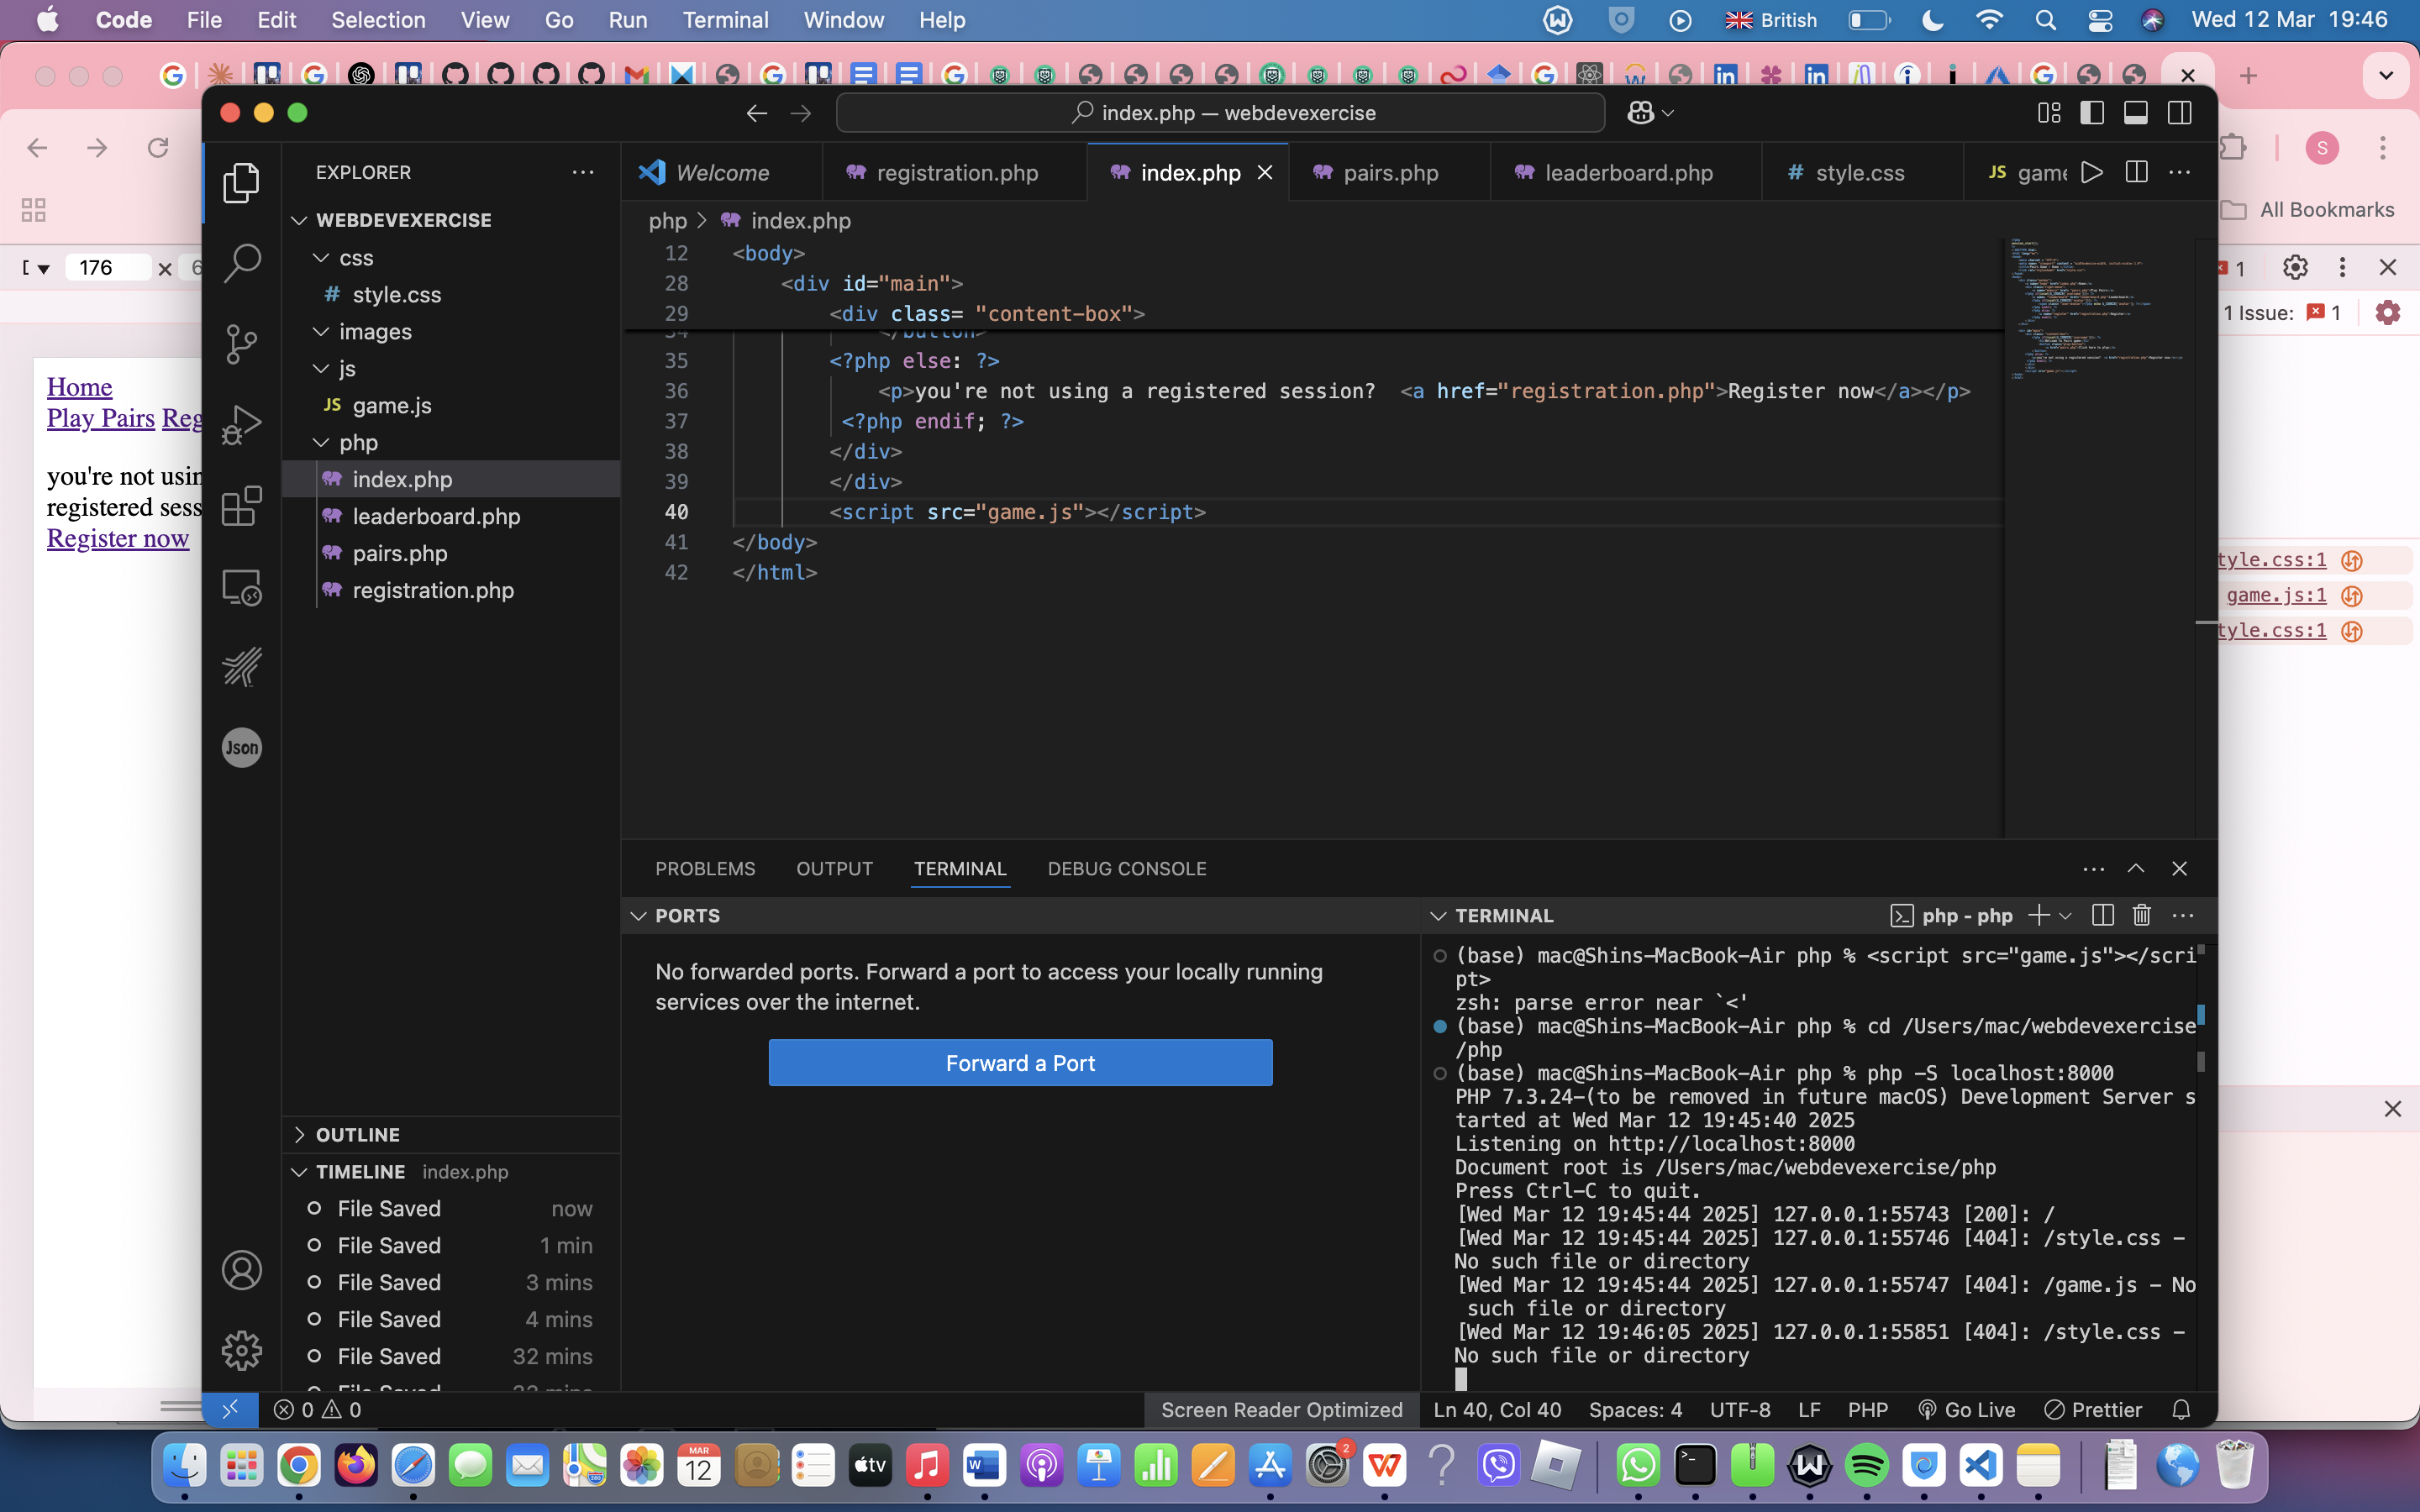 Code File Edit Selection View Go Run Terminal Window Help British Wed 12 Mar 19:46
index.php — webdevexercise
S
All Bookmarks
176
1
1 Issue: 1
Home
Play Pairs Reg
you're not usin
registered sess
Register now
tyle.css:1
game.js:1
tyle.css:1
EXPLORER
WEBDEVEXERCISE
css
# style.css
images
js
JS game.js
php
index.php
leaderboard.php
pairs.php
registration.php
Json
OUTLINE
TIMELINE index.php
File Saved now
File Saved 1 min
File Saved 3 mins
File Saved 4 mins
File Saved 32 mins
Welcome registration.php index.php pairs.php leaderboard.php # style.css JS game
php > index.php
12 <body>
28 <div id="main">
29 <div class= "content-box">
34 </button>
35 <?php else: ?>
36 <p>you're not using a registered session?  <a href="registration.php">Register now</a></p>
37 <?php endif; ?>
38 </div>
39 </div>
40 <script src="game.js"></script>
41 </body>
42 </html>
PROBLEMS OUTPUT TERMINAL DEBUG CONSOLE
PORTS
No forwarded ports. Forward a port to access your locally running
services over the internet.
Forward a Port
TERMINAL php - php
(base) mac@Shins-MacBook-Air php % <script src="game.js"></scri
pt>
zsh: parse error near `<'
(base) mac@Shins-MacBook-Air php % cd /Users/mac/webdevexercise
/php
(base) mac@Shins-MacBook-Air php % php -S localhost:8000
PHP 7.3.24-(to be removed in future macOS) Development Server s
tarted at Wed Mar 12 19:45:40 2025
Listening on http://localhost:8000
Document root is /Users/mac/webdevexercise/php
Press Ctrl-C to quit.
[Wed Mar 12 19:45:44 2025] 127.0.0.1:55743 [200]: /
[Wed Mar 12 19:45:44 2025] 127.0.0.1:55746 [404]: /style.css -
No such file or directory
[Wed Mar 12 19:45:44 2025] 127.0.0.1:55747 [404]: /game.js - No
such file or directory
[Wed Mar 12 19:46:05 2025] 127.0.0.1:55851 [404]: /style.css -
No such file or directory
0 0 Screen Reader Optimized Ln 40, Col 40 Spaces: 4 UTF-8 LF PHP Go Live Prettier
MAR
12
tv
2